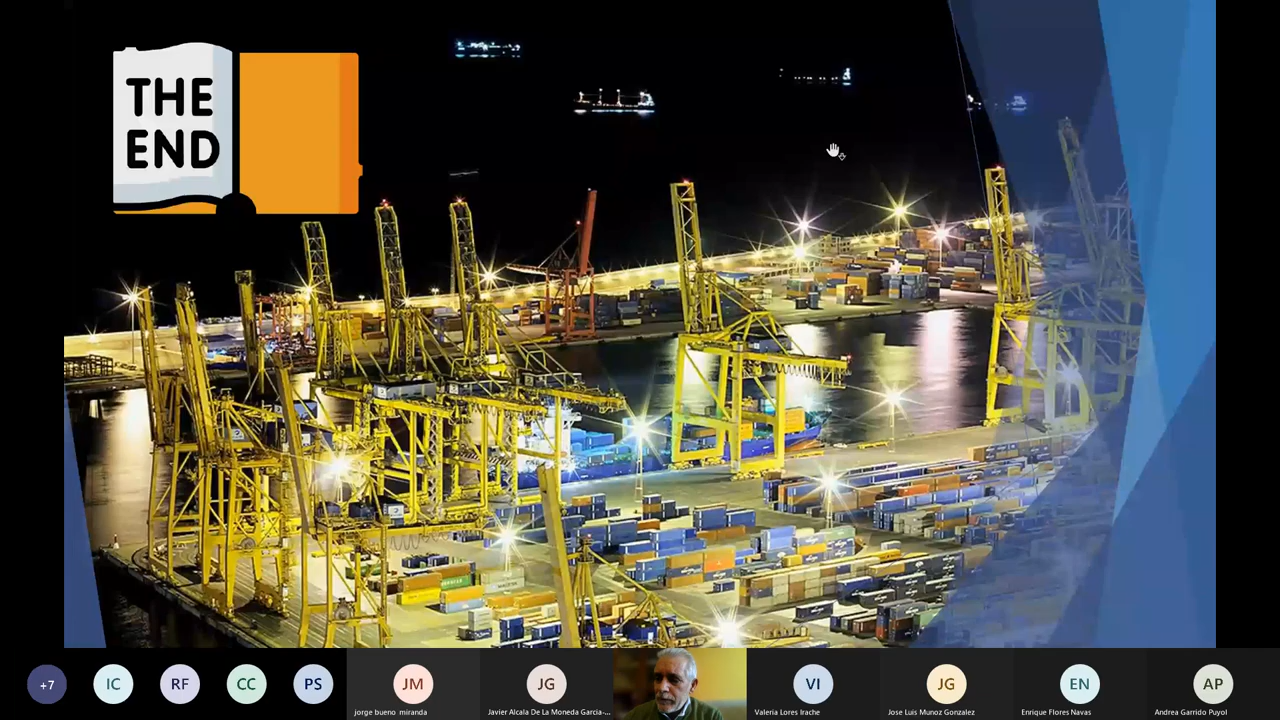 THE
END
+7
IC
RF
CC
PS
JM
JG
VI
JG
EN
AP
jorge bueno miranda
Javier Alcala De La Moneda Garcia-...
Valeria Lores Irache
Jose Luis Munoz Gonzalez
Enrique Flores Navas
Andrea Garrido Puyol